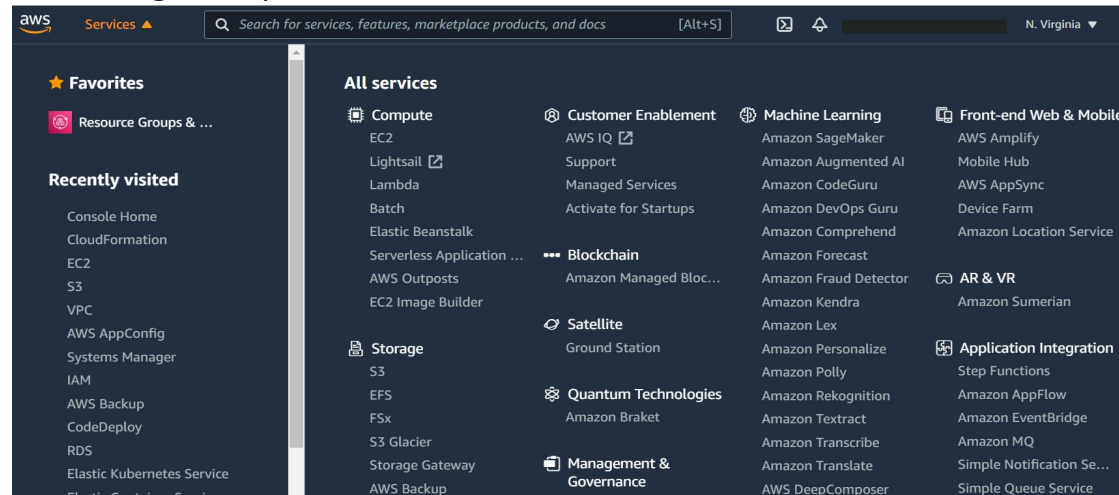 aws
Services ▲
Search for services, features, marketplace products, and docs
[Alt+S]
N. Virginia ▼
Favorites
Resource Groups & ...
Recently visited
Console Home
CloudFormation
EC2
S3
VPC
AWS AppConfig
Systems Manager
IAM
AWS Backup
CodeDeploy
RDS
Elastic Kubernetes Service
All services
Compute
EC2
Lightsail
Lambda
Batch
Elastic Beanstalk
Serverless Application ...
AWS Outposts
EC2 Image Builder
Storage
S3
EFS
FSx
S3 Glacier
Storage Gateway
AWS Backup
Customer Enablement
AWS IQ
Support
Managed Services
Activate for Startups
Blockchain
Amazon Managed Bloc...
Satellite
Ground Station
Quantum Technologies
Amazon Braket
Management &
Governance
Machine Learning
Amazon SageMaker
Amazon Augmented AI
Amazon CodeGuru
Amazon DevOps Guru
Amazon Comprehend
Amazon Forecast
Amazon Fraud Detector
Amazon Kendra
Amazon Lex
Amazon Personalize
Amazon Polly
Amazon Rekognition
Amazon Textract
Amazon Transcribe
Amazon Translate
AWS DeepComposer
Front-end Web & Mobile
AWS Amplify
Mobile Hub
AWS AppSync
Device Farm
Amazon Location Service
AR & VR
Amazon Sumerian
Application Integration
Step Functions
Amazon AppFlow
Amazon EventBridge
Amazon MQ
Simple Notification Se...
Simple Queue Service